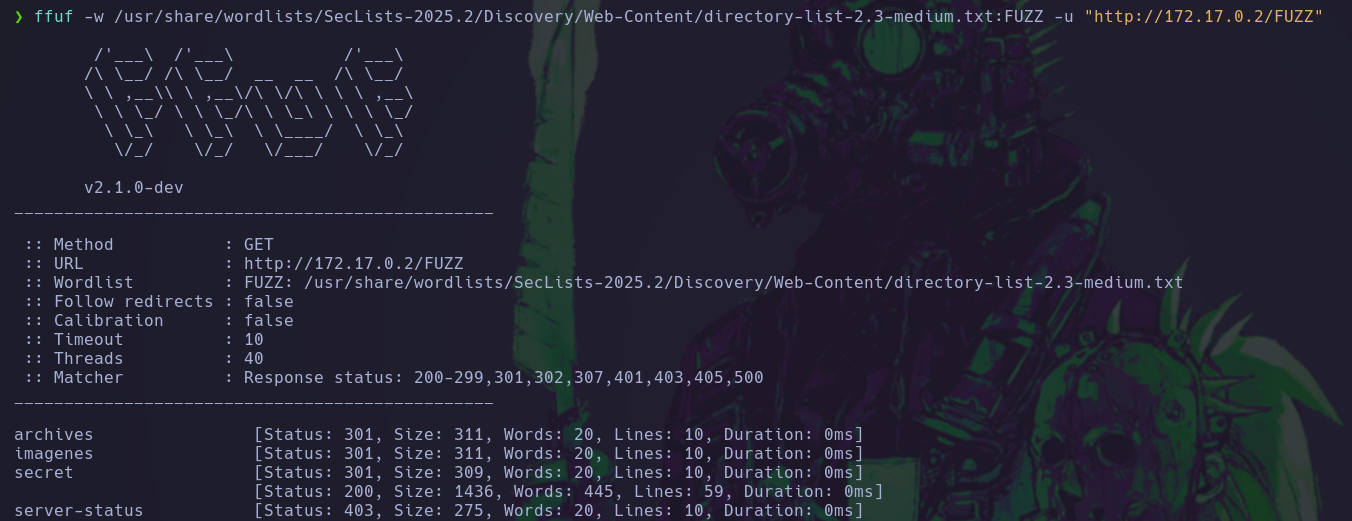 ❯ ffuf -w /usr/share/wordlists/SecLists-2025.2/Discovery/Web-Content/directory-list-2.3-medium.txt:FUZZ -u "http://172.17.0.2/FUZZ"
        /'___\  /'___\           /'___\
       /\ \__/ /\ \__/  __  __  /\ \__/
       \ \ ,__\\ \ ,__\/\ \/\ \ \ \ ,__\
        \ \ \_/ \ \ \_/\ \ \_\ \ \ \ \_/
         \ \_\   \ \_\  \ \____/  \ \_\
          \/_/    \/_/   \/___/    \/_/
       v2.1.0-dev
________________________________________________
 :: Method           : GET
 :: URL              : http://172.17.0.2/FUZZ
 :: Wordlist         : FUZZ: /usr/share/wordlists/SecLists-2025.2/Discovery/Web-Content/directory-list-2.3-medium.txt
 :: Follow redirects : false
 :: Calibration      : false
 :: Timeout          : 10
 :: Threads          : 40
 :: Matcher          : Response status: 200-299,301,302,307,401,403,405,500
________________________________________________
archives                [Status: 301, Size: 311, Words: 20, Lines: 10, Duration: 0ms]
imagenes                [Status: 301, Size: 311, Words: 20, Lines: 10, Duration: 0ms]
secret                  [Status: 301, Size: 309, Words: 20, Lines: 10, Duration: 0ms]
                        [Status: 200, Size: 1436, Words: 445, Lines: 59, Duration: 0ms]
server-status           [Status: 403, Size: 275, Words: 20, Lines: 10, Duration: 0ms]